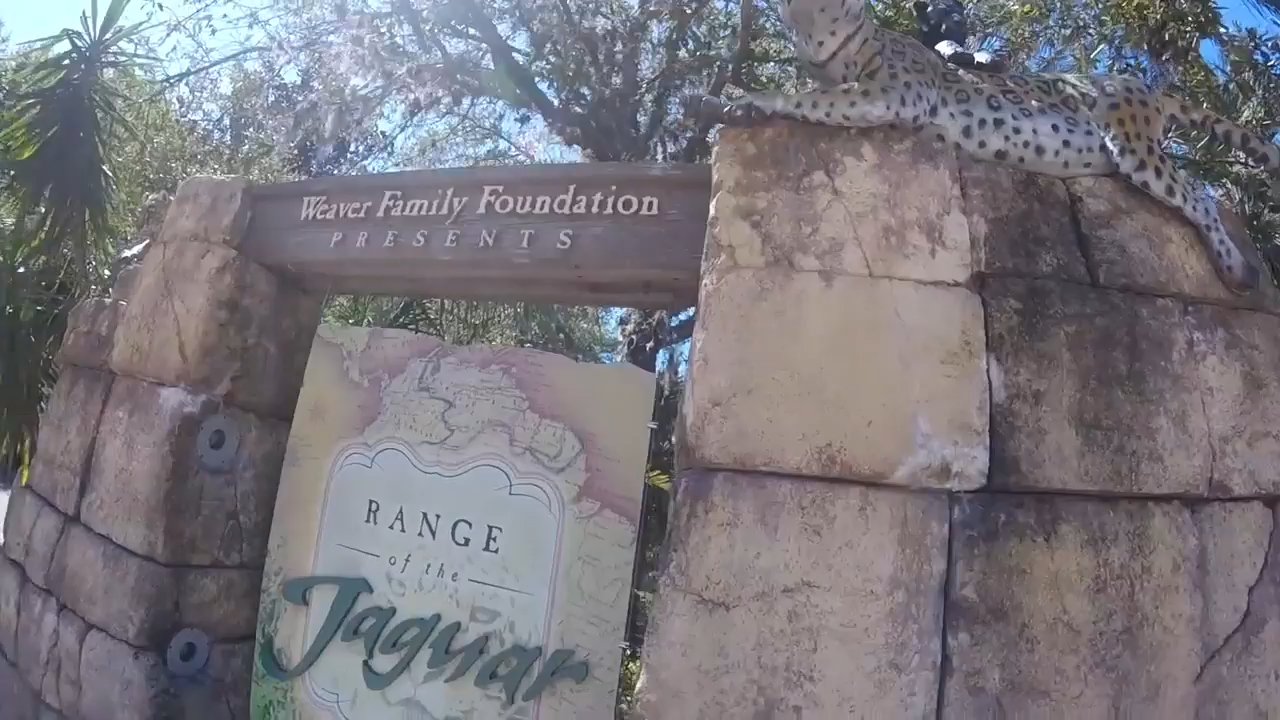 Weaver Family Foundation
PRESENTS
RANGE
of the
Jaguar